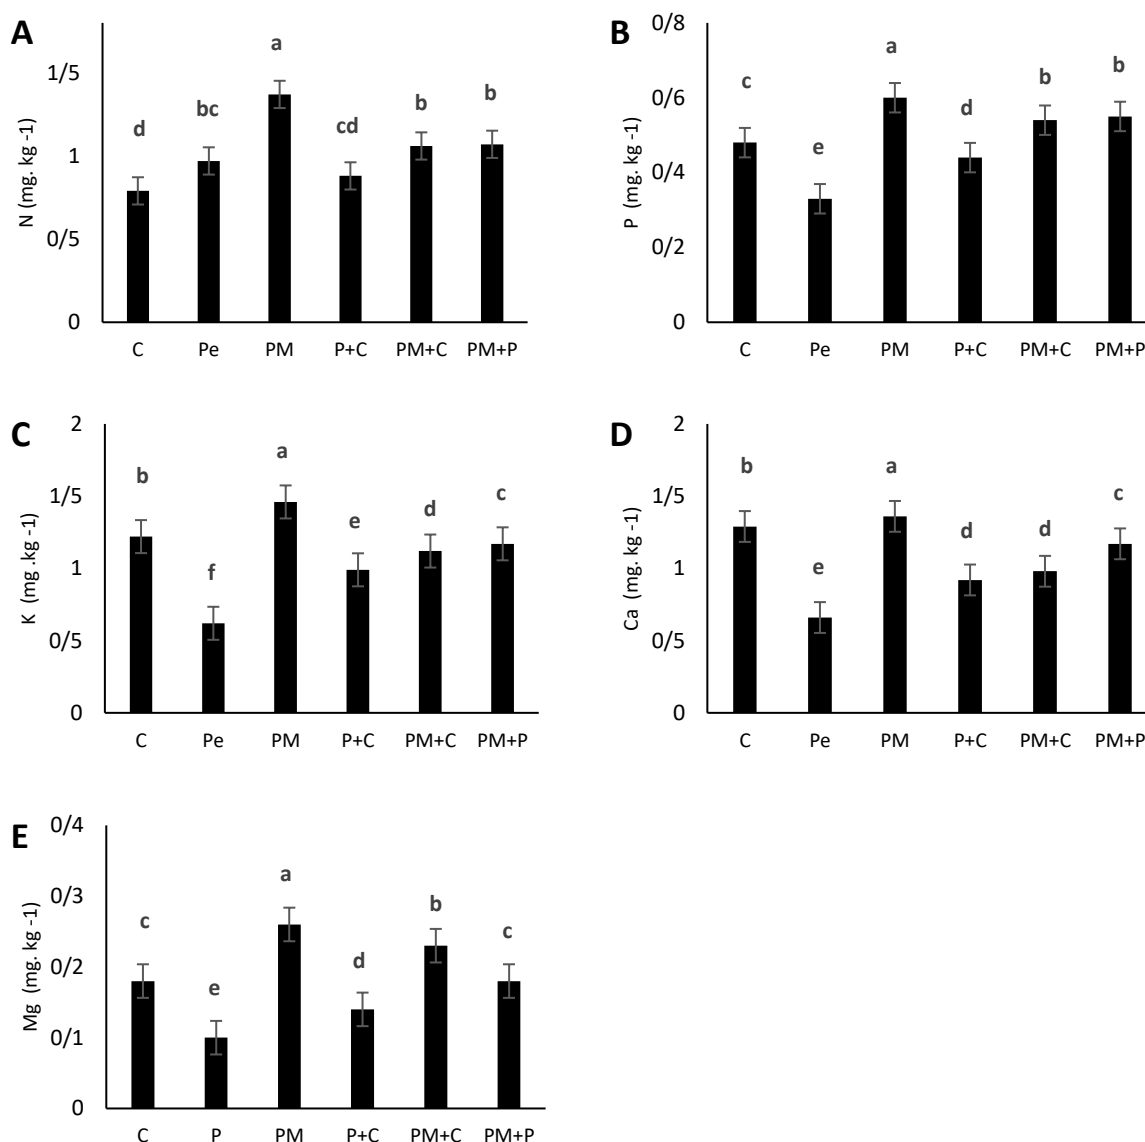 A
N (mg. kg -1)
1/5
1
0/5
0
d
bc
a
cd
b
b
C Pe PM P+C PM+C PM+P
B
P (mg. kg -1)
0/8
0/6
0/4
0/2
0
c
e
a
d
b
b
C Pe PM P+C PM+C PM+P
C
K (mg .kg -1)
2
1/5
1
0/5
0
b
f
a
e
d
c
C Pe PM P+C PM+C PM+P
D
Ca (mg. kg -1)
2
1/5
1
0/5
0
b
e
a
d
d
c
C Pe PM P+C PM+C PM+P
E
Mg (mg. kg -1)
0/4
0/3
0/2
0/1
0
c
e
a
d
b
c
C P PM P+C PM+C PM+P